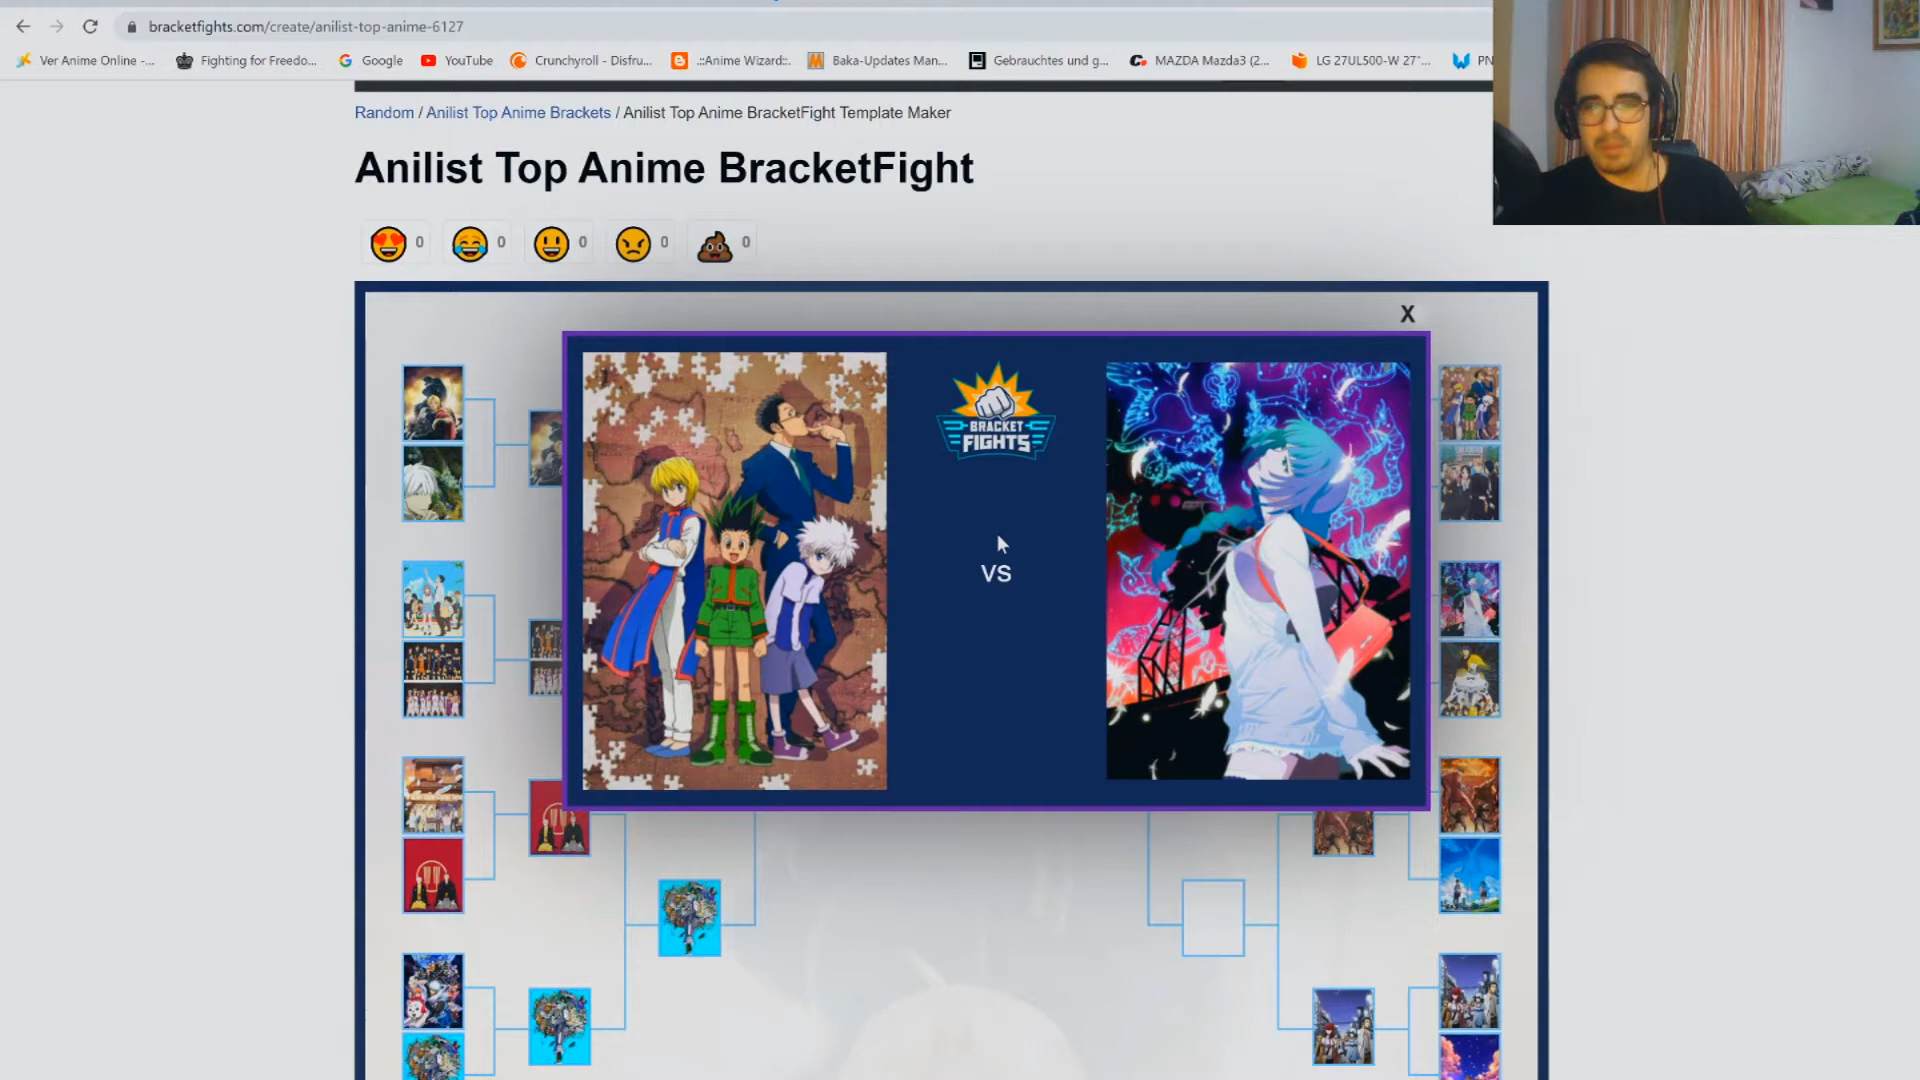 bracketfights.com/create/anilist-top-anime-6127
Ver Anime Online -...
Fighting for Freedo...
Google
YouTube
Crunchyroll - Disfru...
.::Anime Wizard::.
Baka-Updates Man...
Gebrauchtes und g...
MAZDA Mazda3 (2...
LG 27UL500-W 27"...
PN
Random / Anilist Top Anime Brackets / Anilist Top Anime BracketFight Template Maker
Anilist Top Anime BracketFight
0
0
0
0
0
X
BRACKET
FIGHTS
VS